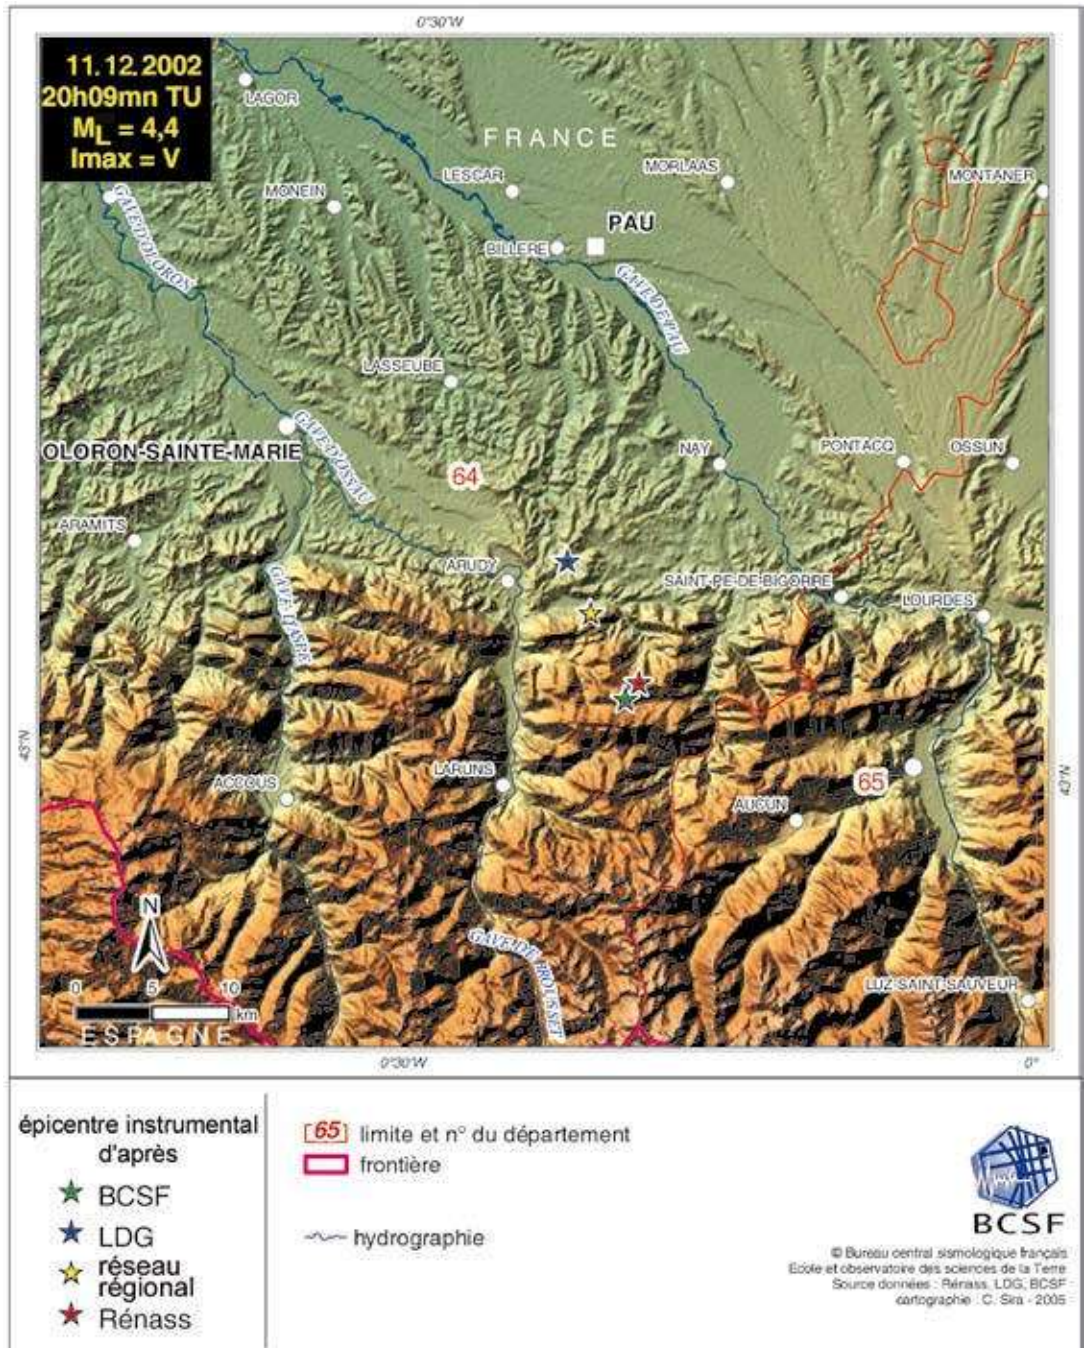 0°30'W
11.12.2002
20h09mn TU
ML = 4,4
Imax = V
LAGOR
FRANCE
MONEIN
LESCAR
MORLAAS
MONTANER
PAU
BILLERE
GAVE D'OLORON
GAVE DE PAU
LASSEUBE
GAVE D'OSSAU
OLORON-SAINTE-MARIE
64
NAY
PONTACQ
OSSUN
ARAMITS
ARUDY
SAINT-PE-DE-BIGORRE
LOURDES
GAVE D'ASPE
43°N
ACCOUS
LARUNS
65
43°N
AUCUN
N
GAVE DE BROUSSET
LUZ-SAINT-SAUVEUR
0 5 10
km
ESPAGNE
0°30'W
0°
épicentre instrumental
d'après
BCSF
LDG
réseau
régional
Rénass
[65] limite et n° du département
frontière
hydrographie
BCSF
© Bureau central sismologique français
Ecole et observatoire des sciences de la Terre
Source données : Rénass, LDG, BCSF
cartographie : C. Sira - 2005